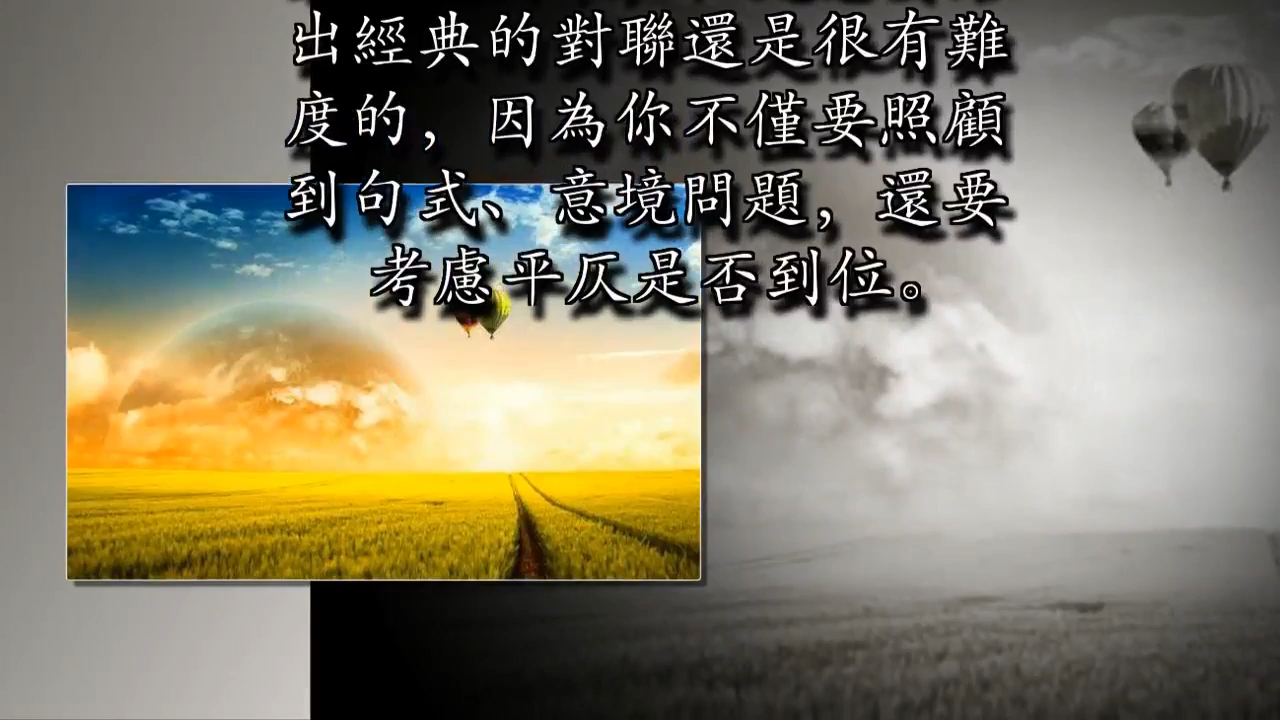 出經典的對聯還是很有難
度的，因為你不僅要照顧
到句式、意境問題，還要
考慮平仄是否到位。